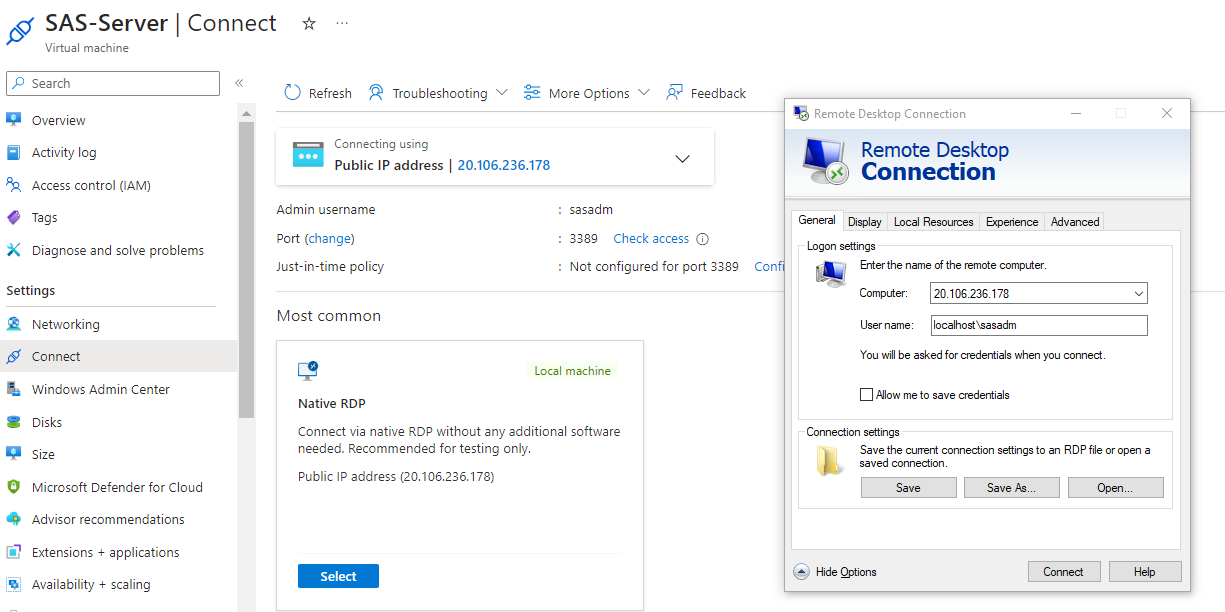 SAS-Server | Connect
Virtual machine
Search
Overview
Activity log
Access control (IAM)
Tags
Diagnose and solve problems
Settings
Networking
Connect
Windows Admin Center
Disks
Size
Microsoft Defender for Cloud
Advisor recommendations
Extensions + applications
Availability + scaling
Refresh
Troubleshooting
More Options
Feedback
Connecting using
Public IP address | 20.106.236.178
Admin username : sasadm
Port (change) : 3389 Check access
Just-in-time policy : Not configured for port 3389 Confi
Most common
Local machine
Native RDP
Connect via native RDP without any additional software
needed. Recommended for testing only.
Public IP address (20.106.236.178)
Select
Remote Desktop Connection
Remote Desktop
Connection
General Display Local Resources Experience Advanced
Logon settings
Enter the name of the remote computer.
Computer: 20.106.236.178
User name: localhost\sasadm
You will be asked for credentials when you connect.
Allow me to save credentials
Connection settings
Save the current connection settings to an RDP file or open a
saved connection.
Save Save As... Open...
Hide Options Connect Help